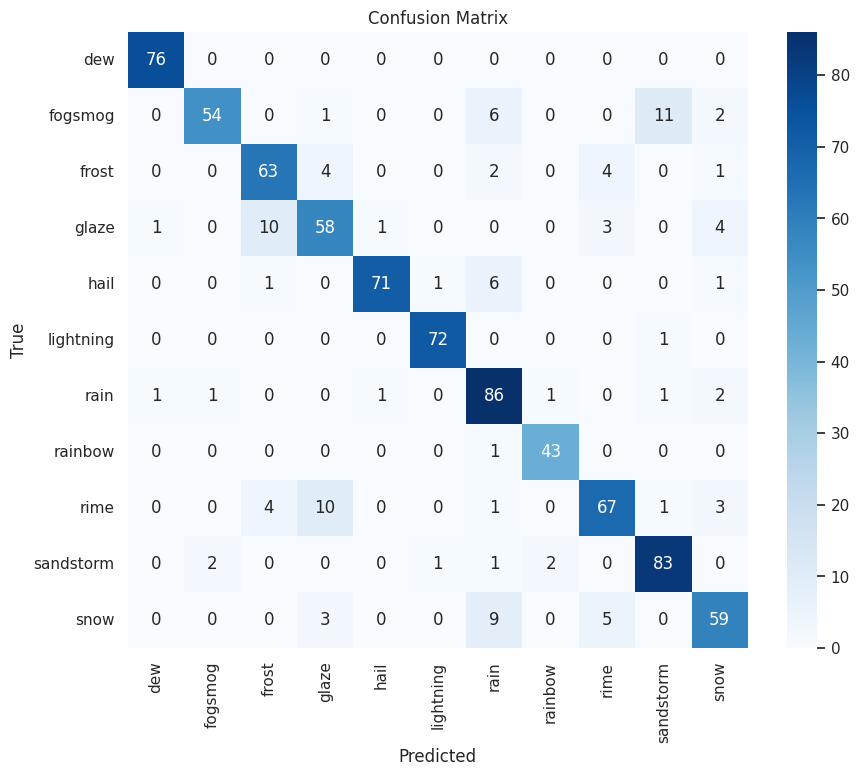 Confusion Matrix
True
dew 76 0 0 0 0 0 0 0 0 0 0
fogsmog 0 54 0 1 0 0 6 0 0 11 2
frost 0 0 63 4 0 0 2 0 4 0 1
glaze 1 0 10 58 1 0 0 0 3 0 4
hail 0 0 1 0 71 1 6 0 0 0 1
lightning 0 0 0 0 0 72 0 0 0 1 0
rain 1 1 0 0 1 0 86 1 0 1 2
rainbow 0 0 0 0 0 0 1 43 0 0 0
rime 0 0 4 10 0 0 1 0 67 1 3
sandstorm 0 2 0 0 0 1 1 2 0 83 0
snow 0 0 0 3 0 0 9 0 5 0 59
dew fogsmog frost glaze hail lightning rain rainbow rime sandstorm snow
Predicted
80
70
60
50
40
30
20
10
0